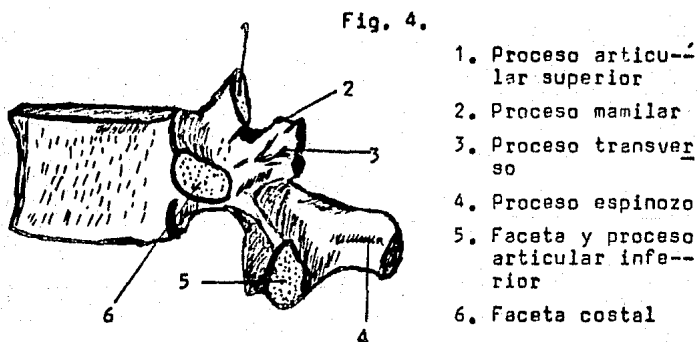 Fig. 4.
1
2
3
4
5
6
1. Proceso articu--
lar superior
2. Proceso mamilar
3. Proceso transver
so
4. Proceso espinozo
5. Faceta y proceso
articular infe--
rior
6. Faceta costal